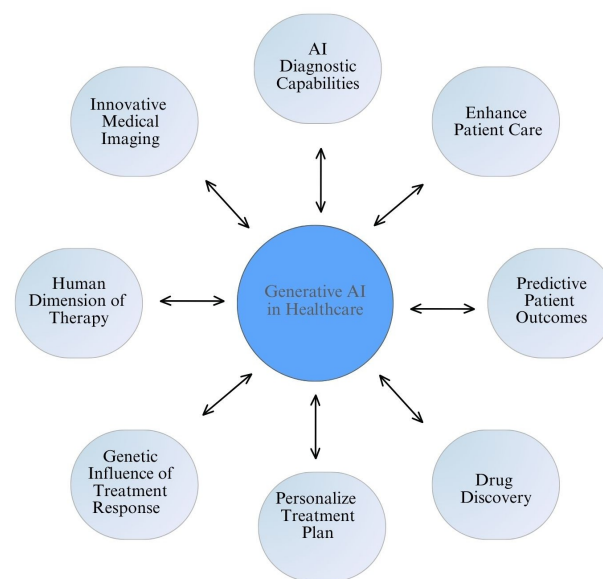 AI
Diagnostic
Capabilities
Enhance
Patient Care
Predictive
Patient
Outcomes
Drug
Discovery
Personalize
Treatment
Plan
Genetic
Influence of
Treatment
Response
Human
Dimension of
Therapy
Innovative
Medical
Imaging
Generative AI
in Healthcare